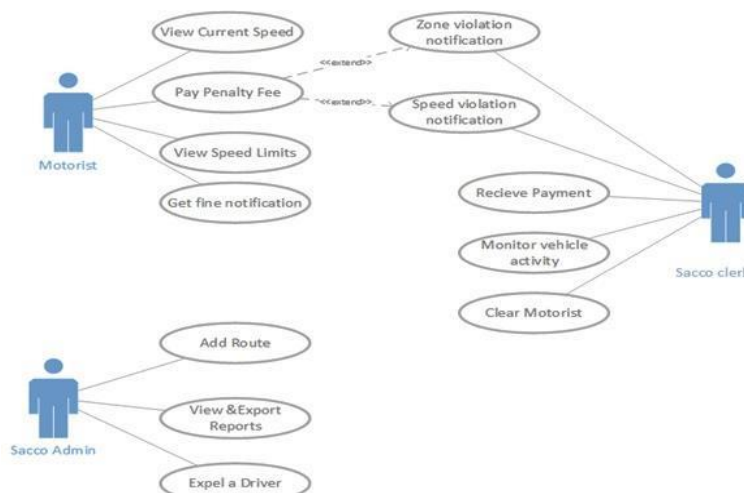 View Current Speed
Zone violation
notification
<<extend>>
Pay Penalty Fee
<<extend>>
Speed violation
notification
Motorist
View Speed Limits
Get fine notification
Recieve Payment
Monitor vehicle
activity
Sacco cler
Clear Motorist
Add Route
View &Export
Reports
Sacco Admin
Expel a Driver